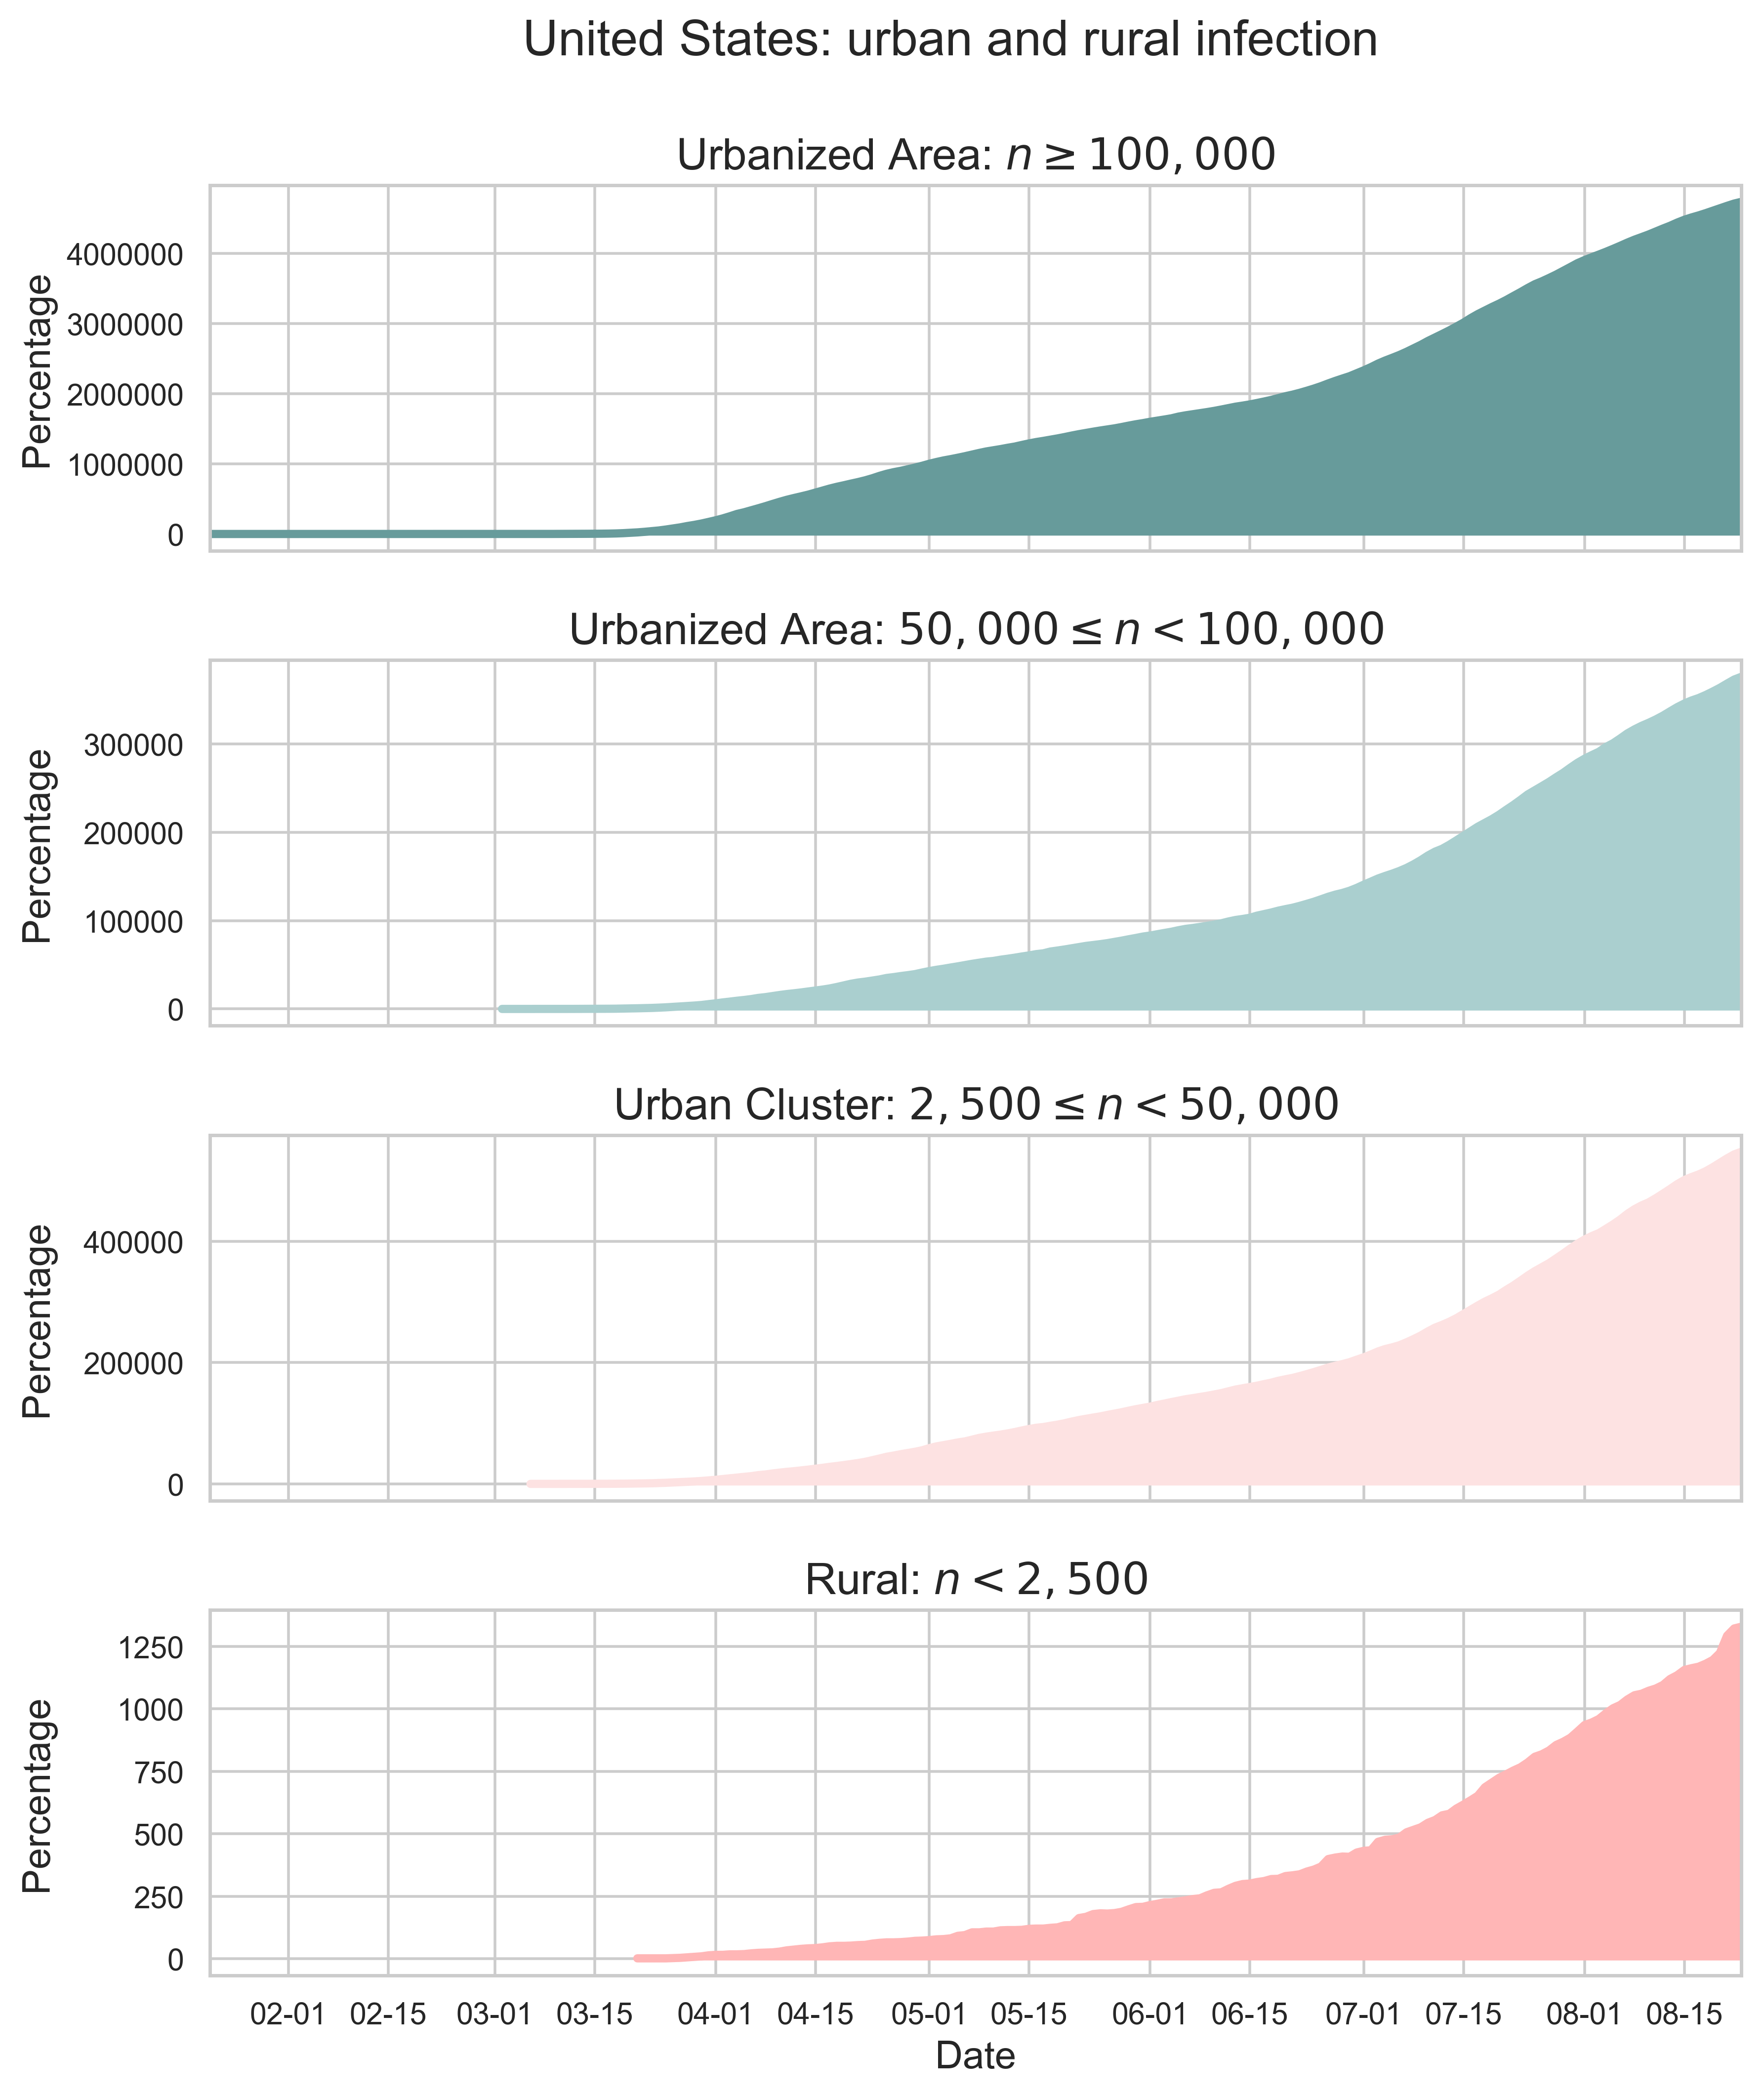 United States: urban and rural infection
Urbanized Area: n ≥ 100,000
Percentage
4000000
3000000
2000000
1000000
0
Urbanized Area: 50,000 ≤ n < 100,000
Percentage
300000
200000
100000
0
Urban Cluster: 2,500 ≤ n < 50,000
Percentage
400000
200000
0
Rural: n < 2,500
Percentage
1250
1000
750
500
250
0
02-01 02-15 03-01 03-15 04-01 04-15 05-01 05-15 06-01 06-15 07-01 07-15 08-01 08-15
Date